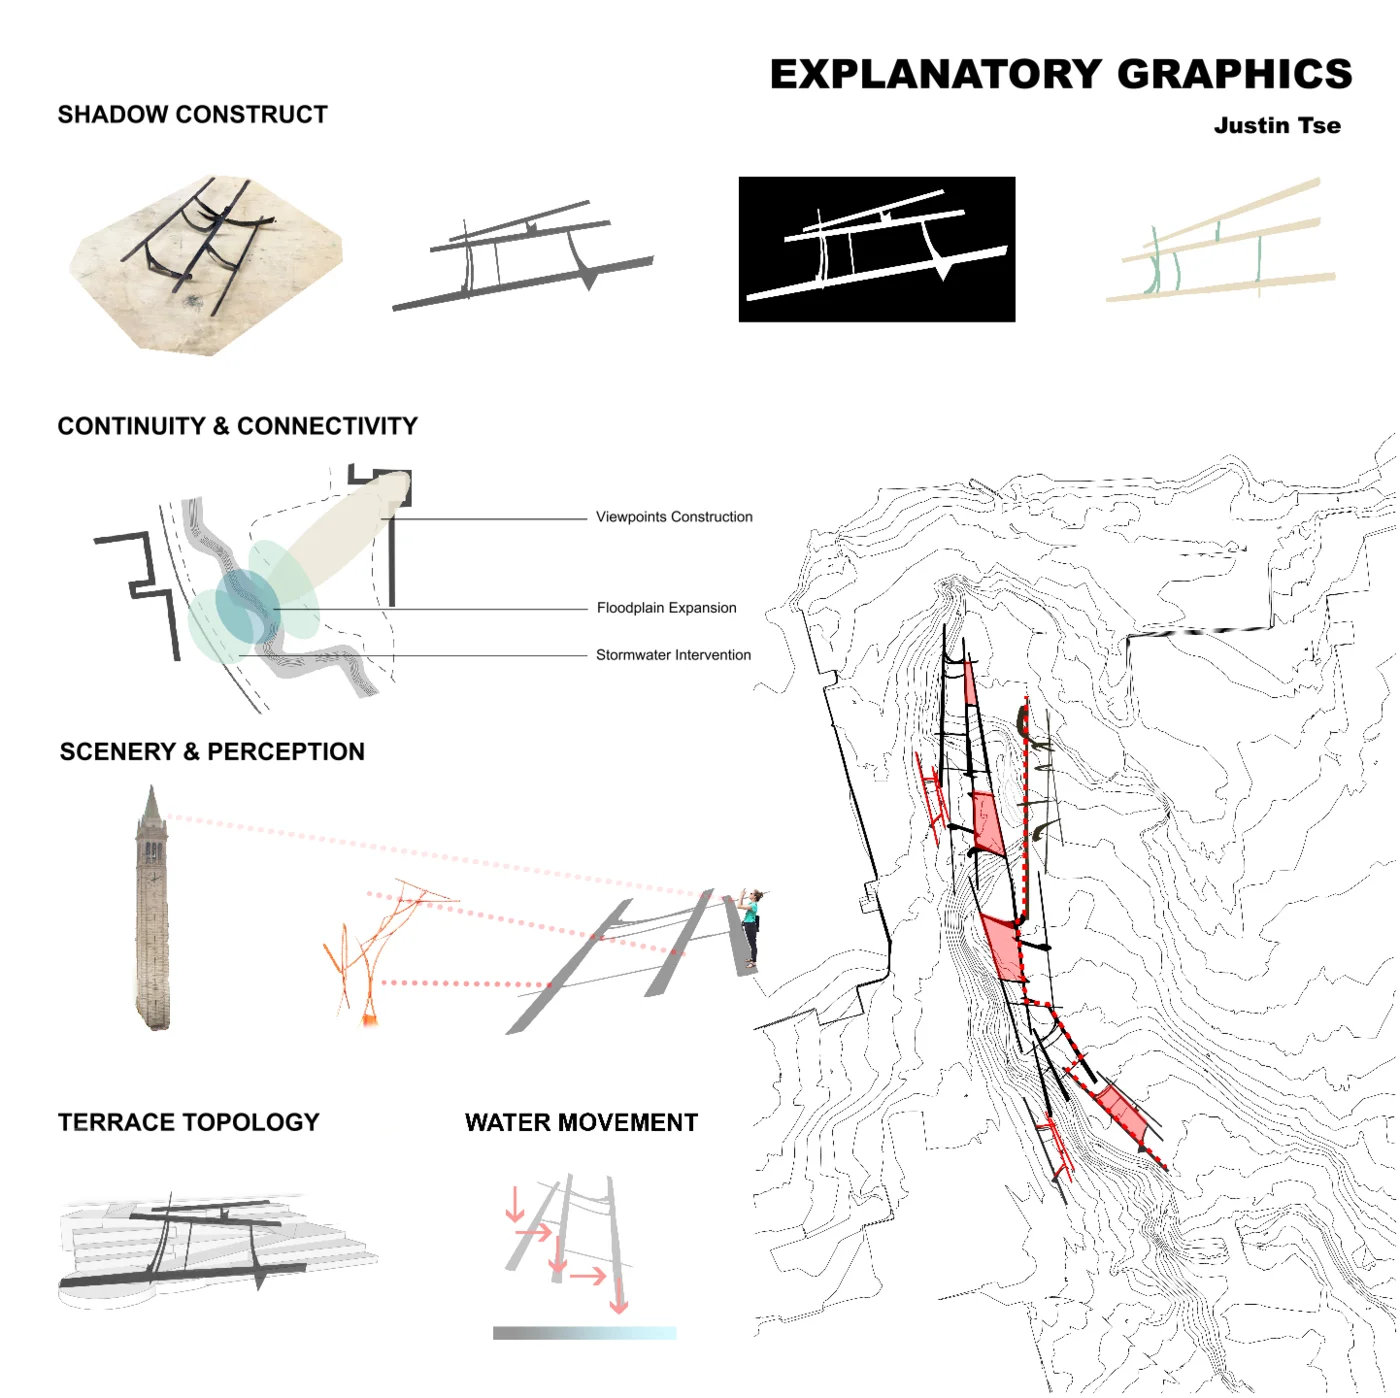 EXPLANATORY GRAPHICS
Justin Tse
SHADOW CONSTRUCT
CONTINUITY & CONNECTIVITY
Viewpoints Construction
Floodplain Expansion
Stormwater Intervention
SCENERY & PERCEPTION
TERRACE TOPOLOGY
WATER MOVEMENT